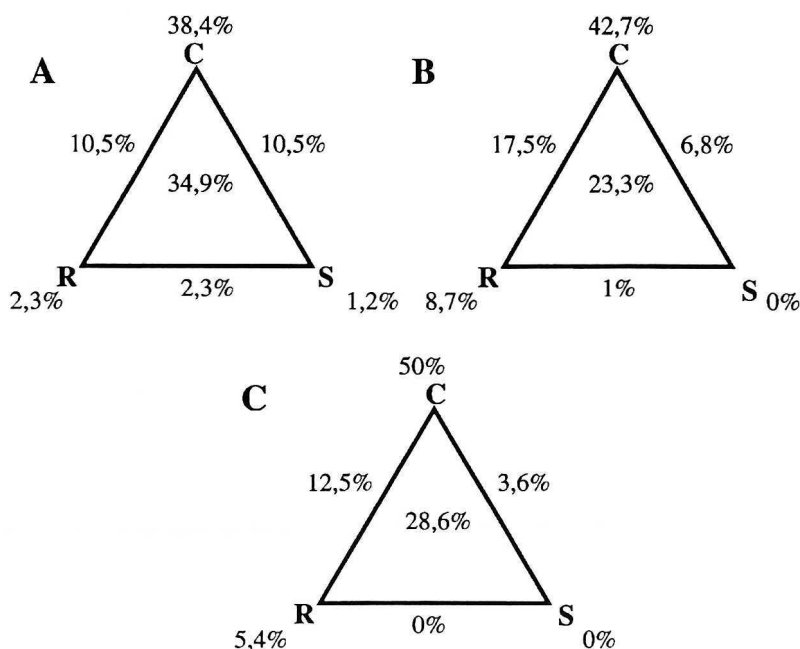 38,4% 42,7%
C C
A B
10,5% 10,5% 17,5% 6,8%
34,9% 23,3%
R S R S
2,3% 2,3% 1,2% 8,7% 1% 0%
50%
C
C
12,5% 3,6%
28,6%
R S
5,4% 0% 0%